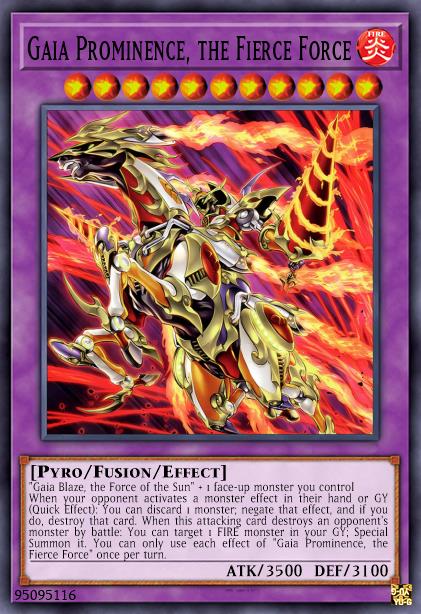 Gaia Prominence, the Fierce Force
FIRE
炎
[Pyro/Fusion/Effect]
"Gaia Blaze, the Force of the Sun" + 1 face-up monster you control
When your opponent activates a monster effect in their hand or GY
(Quick Effect): You can discard 1 monster; negate that effect, and if you
do, destroy that card. When this attacking card destroys an opponent's
monster by battle: You can target 1 FIRE monster in your GY; Special
Summon it. You can only use each effect of "Gaia Prominence, the
Fierce Force" once per turn.
ATK/3500 DEF/3100
95095116